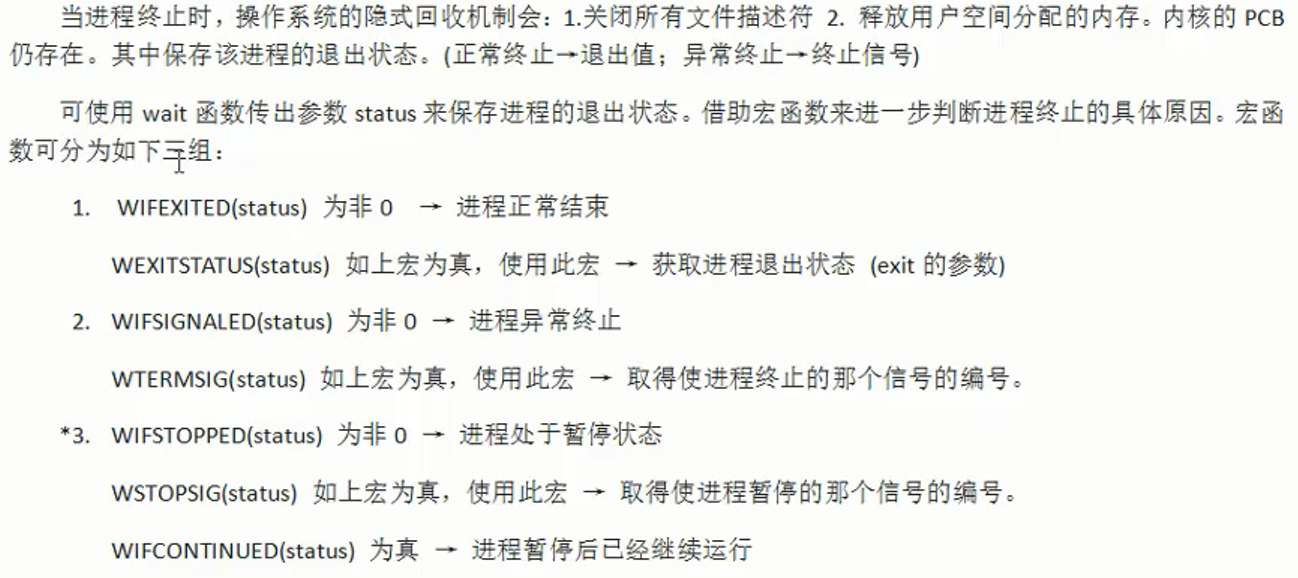 当进程终止时，操作系统的隐式回收机制会：1.关闭所有文件描述符 2. 释放用户空间分配的内存。内核的 PCB
仍存在。其中保存该进程的退出状态。(正常终止→退出值；异常终止→终止信号)
可使用 wait 函数传出参数 status 来保存进程的退出状态。借助宏函数来进一步判断进程终止的具体原因。宏函
数可分为如下三组：
1. WIFEXITED(status) 为非 0 → 进程正常结束
WEXITSTATUS(status) 如上宏为真，使用此宏 → 获取进程退出状态 (exit 的参数)
2. WIFSIGNALED(status) 为非 0 → 进程异常终止
WTERMSIG(status) 如上宏为真，使用此宏 → 取得使进程终止的那个信号的编号。
*3. WIFSTOPPED(status) 为非 0 → 进程处于暂停状态
WSTOPSIG(status) 如上宏为真，使用此宏 → 取得使进程暂停的那个信号的编号。
WIFCONTINUED(status) 为真 → 进程暂停后已经继续运行